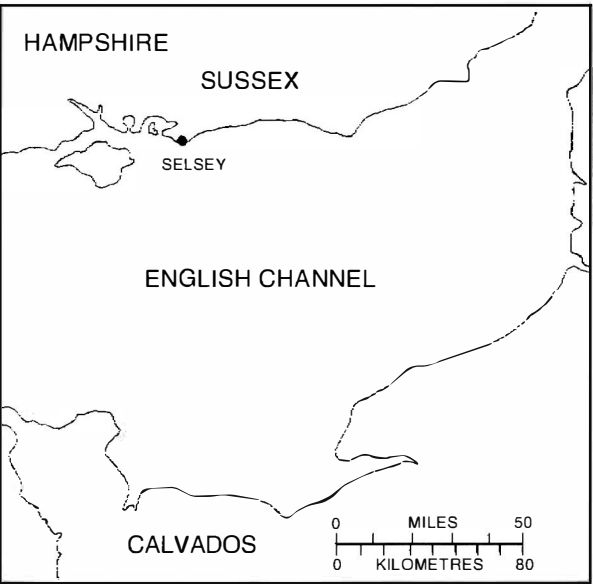 HAMPSHIRE
SUSSEX
SELSEY
ENGLISH CHANNEL
CALVADOS
0 MILES 50
0 KILOMETRES 80